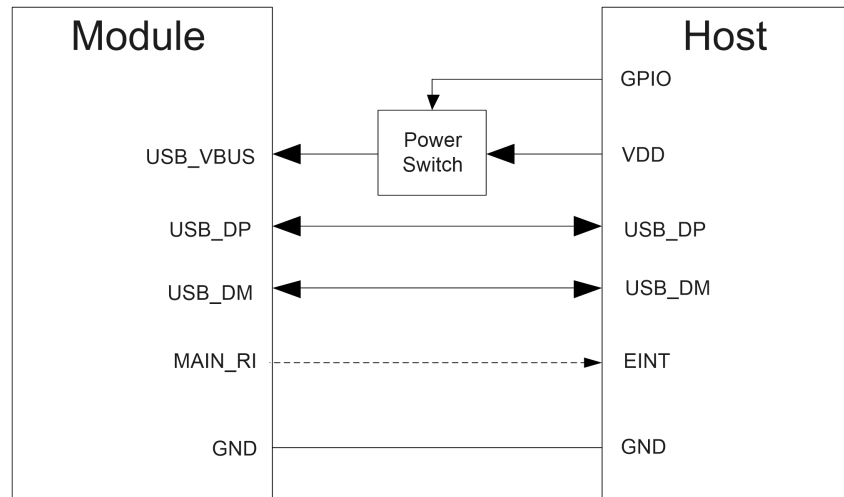 Module
Host
GPIO
Power
Switch
USB_VBUS
VDD
USB_DP
USB_DP
USB_DM
USB_DM
MAIN_RI
EINT
GND
GND